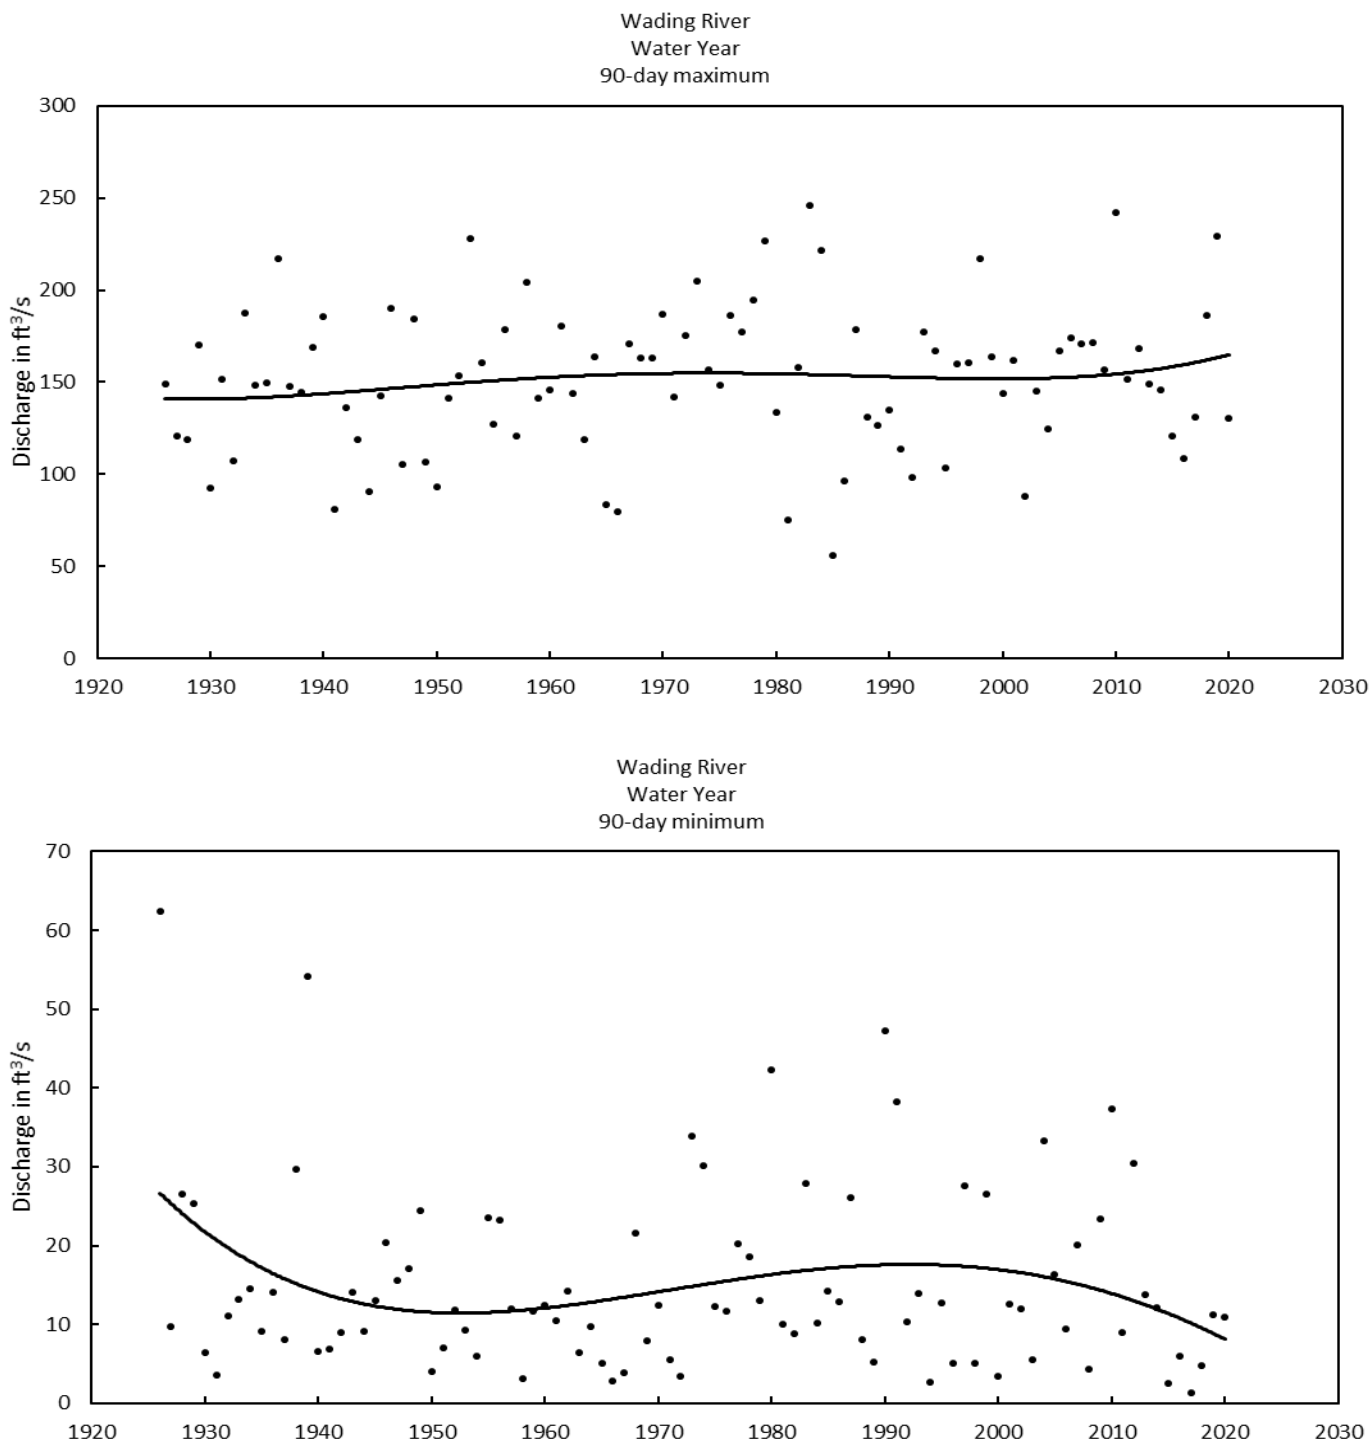 Wading River
Water Year
90-day maximum
300
250
200
150
100
50
0
Discharge in ft³/s
1920 1930 1940 1950 1960 1970 1980 1990 2000 2010 2020 2030
Wading River
Water Year
90-day minimum
70
60
50
40
30
20
10
0
Discharge in ft³/s
1920 1930 1940 1950 1960 1970 1980 1990 2000 2010 2020 2030